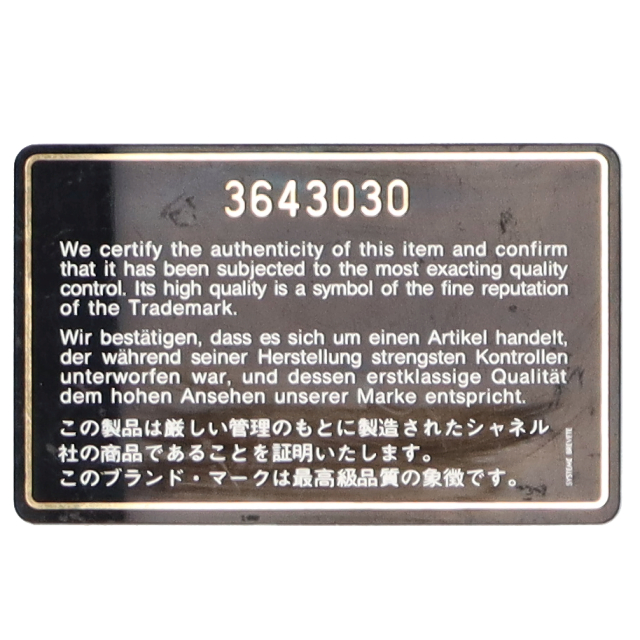 3643030
We certify the authenticity of this item and confirm
that it has been subjected to the most exacting quality
control. Its high quality is a symbol of the fine reputation
of the Trademark.
Wir bestätigen, dass es sich um einen Artikel handelt,
der während seiner Herstellung strengsten Kontrollen
unterworfen war, und dessen erstklassige Qualität
dem hohen Ansehen unserer Marke entspricht.
この製品は厳しい管理のもとに製造されたシャネル
社の商品であることを証明いたします。
このブランド・マークは最高級品質の象徴です。
SYSTEME BREVETE